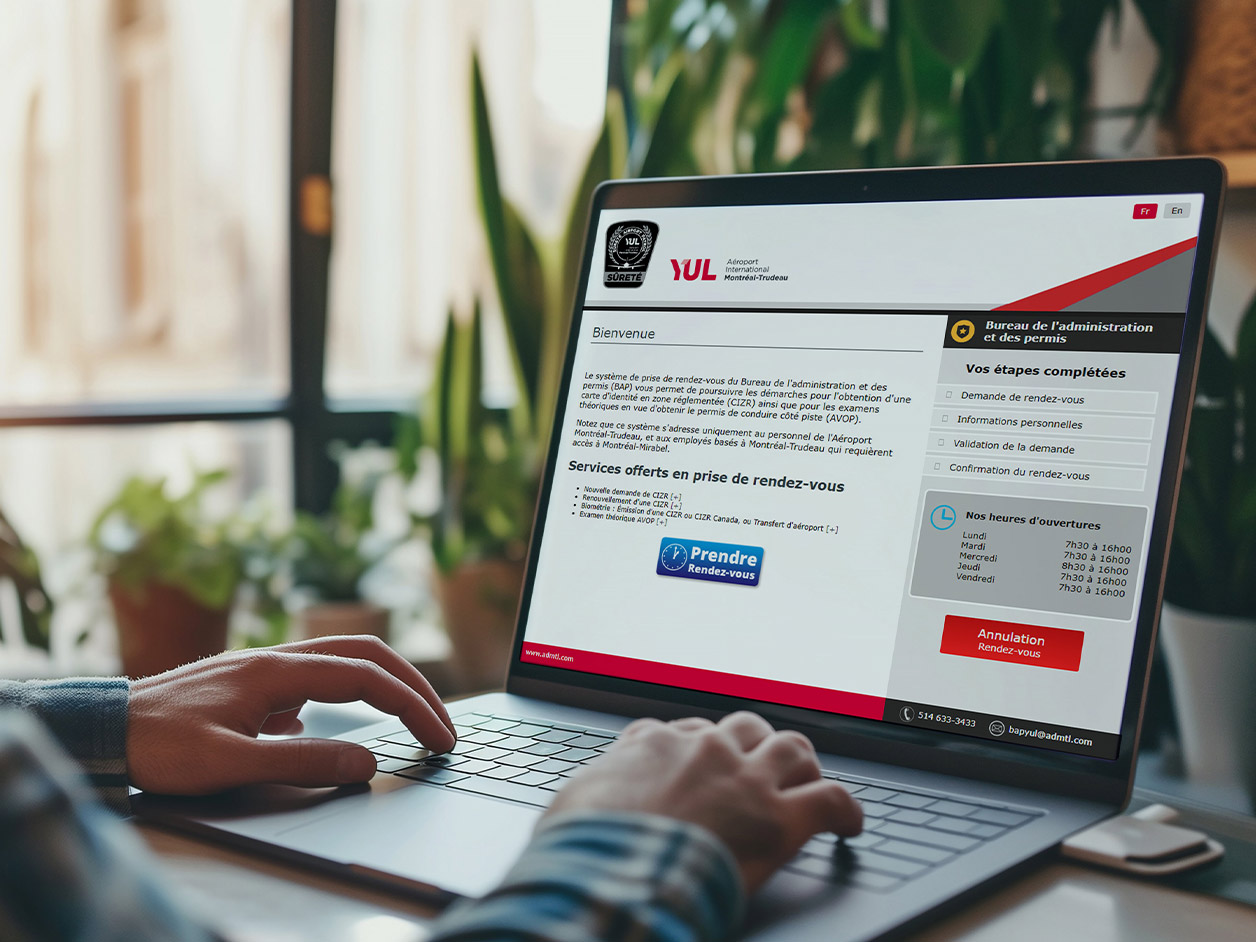 Fr En
YUL
SÛRETÉ
YUL
Aéroport
International
Montréal-Trudeau
Bienvenue
Le système de prise de rendez-vous du Bureau de l'administration et des
permis (BAP) vous permet de poursuivre les démarches pour l'obtention d'une
carte d'identité en zone réglementée (CIZR) ainsi que pour les examens
théoriques en vue d'obtenir le permis de conduire côté piste (AVOP).
Notez que ce système s'adresse uniquement au personnel de l'Aéroport
Montréal-Trudeau, et aux employés basés à Montréal-Trudeau qui requièrent
accès à Montréal-Mirabel.
Services offerts en prise de rendez-vous
• Nouvelle demande de CIZR [+]
• Renouvellement d'une CIZR [+]
• Biométrie : Émission d'une CIZR ou CIZR Canada, ou Transfert d'aéroport [+]
• Examen théorique AVOP [+]
Prendre
Rendez-vous
www.admtl.com
Bureau de l'administration
et des permis
Vos étapes complétées
Demande de rendez-vous
Informations personnelles
Validation de la demande
Confirmation du rendez-vous
Nos heures d'ouvertures
Lundi 7h30 à 16h00
Mardi 7h30 à 16h00
Mercredi 8h30 à 16h00
Jeudi 7h30 à 16h00
Vendredi 7h30 à 16h00
Annulation
Rendez-vous
514 633-3433 bapyul@admtl.com